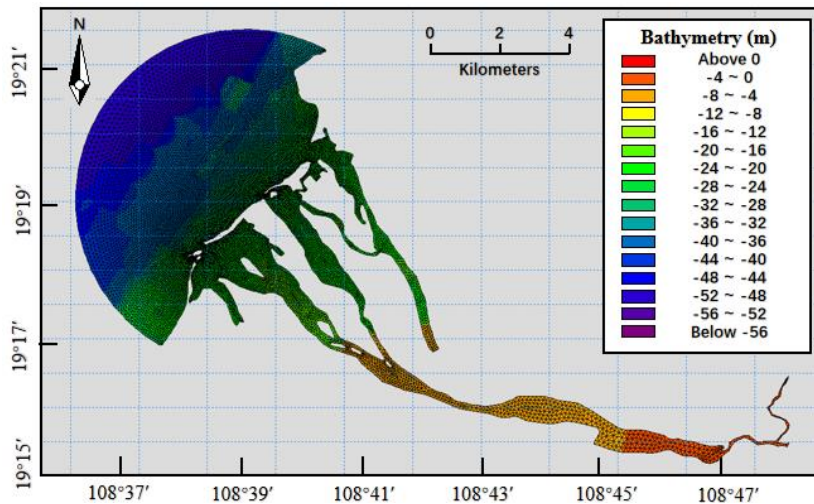 N
0 2 4
Kilometers
Bathymetry (m)
Above 0
-4 ~ 0
-8 ~ -4
-12 ~ -8
-16 ~ -12
-20 ~ -16
-24 ~ -20
-28 ~ -24
-32 ~ -28
-36 ~ -32
-40 ~ -36
-44 ~ -40
-48 ~ -44
-52 ~ -48
-56 ~ -52
Below -56
19°21'
19°19'
19°17'
19°15'
108°37' 108°39' 108°41' 108°43' 108°45' 108°47'